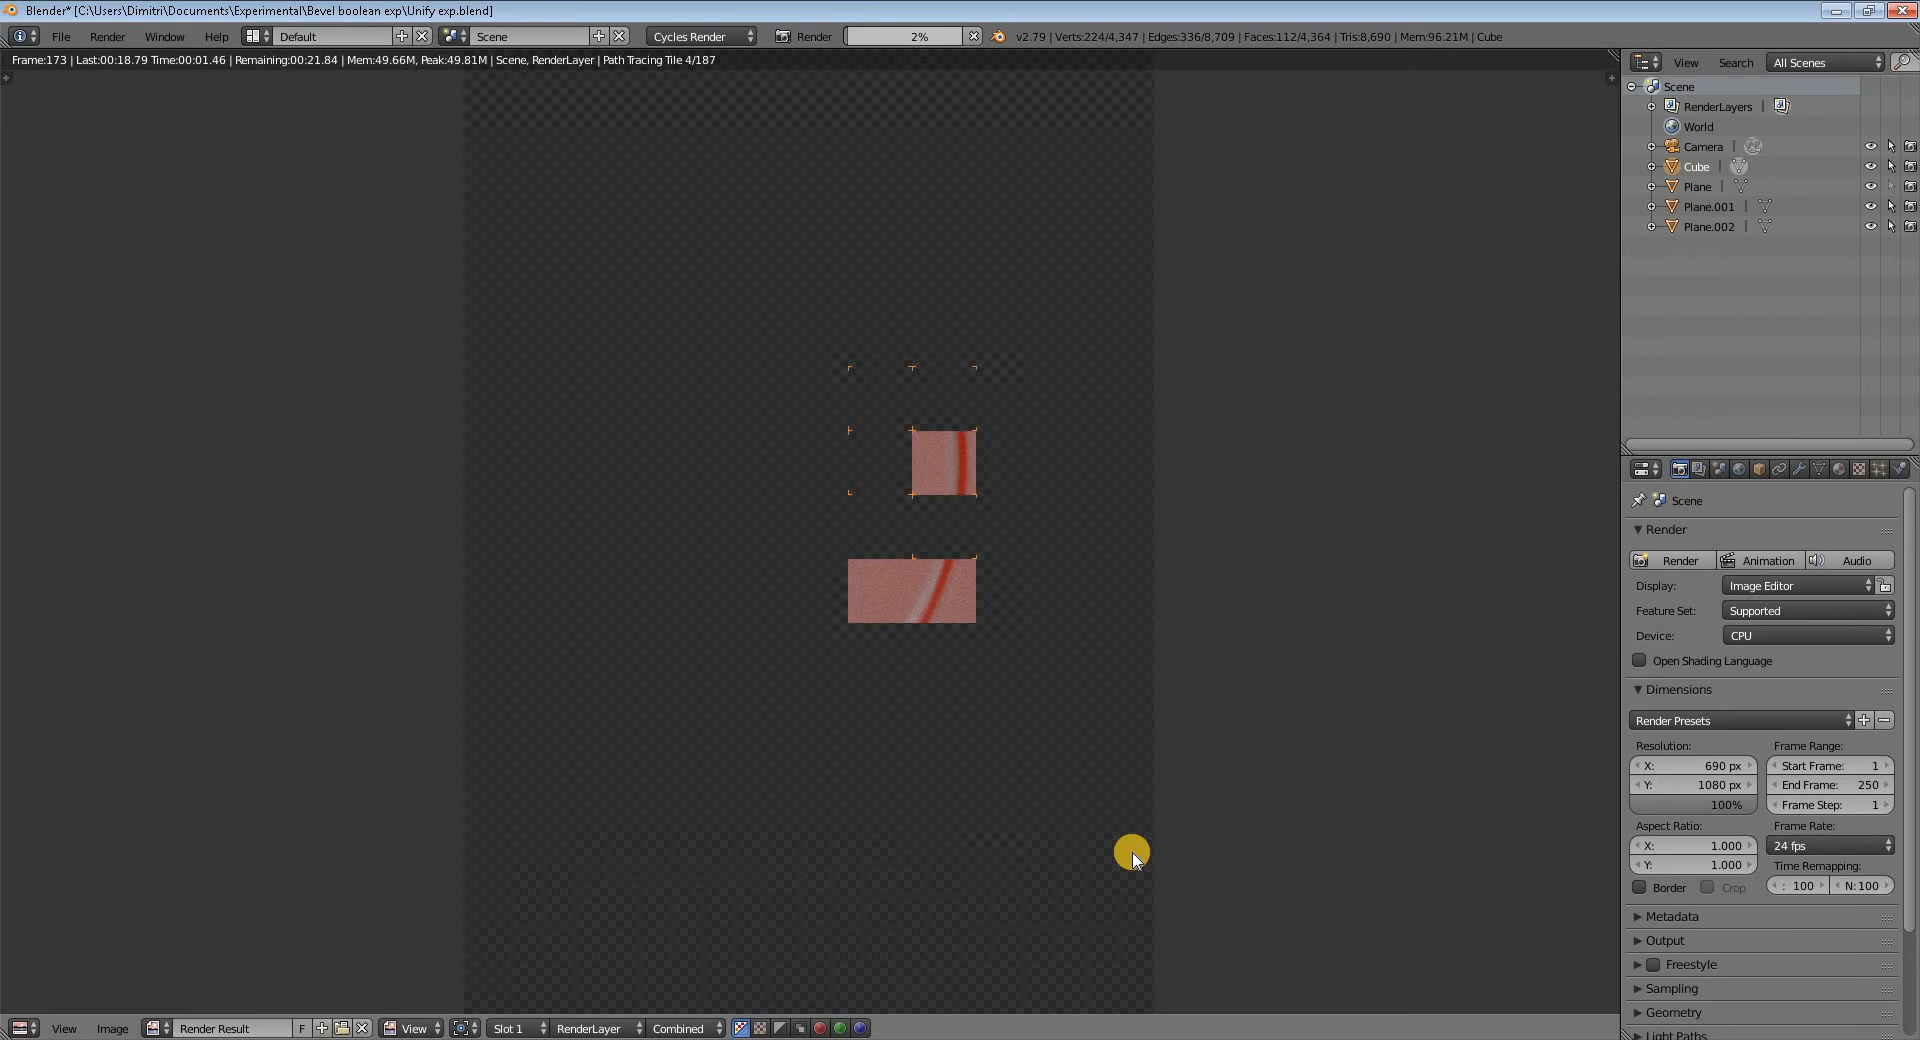 Blender* [C:\Users\Dimitri\Documents\Experimental\Bevel boolean exp\Unify exp.blend]
File Render Window Help Default Scene Cycles Render Render 2% v2.79 | Verts:224/4,347 | Edges:336/8,709 | Faces:112/4,364 | Tris:8,690 | Mem:96.21M | Cube
Frame:173 | Last:00:18.79 Time:00:01.46 | Remaining:00:21.84 | Mem:49.66M, Peak:49.81M | Scene, RenderLayer | Path Tracing Tile 4/187
View Search All Scenes
Scene
RenderLayers |
World
Camera |
Cube |
Plane |
Plane.001 |
Plane.002 |
Scene
Render
Render Animation Audio
Display: Image Editor
Feature Set: Supported
Device: CPU
Open Shading Language
Dimensions
Render Presets
Resolution: Frame Range:
X: 690 px Start Frame: 1
Y: 1080 px End Frame: 250
100% Frame Step: 1
Aspect Ratio: Frame Rate:
X: 1.000 24 fps
Y: 1.000 Time Remapping:
Border Crop : 100 N:100
Metadata
Output
Freestyle
Sampling
Geometry
Light Paths
View Image Render Result F View Slot 1 RenderLayer Combined